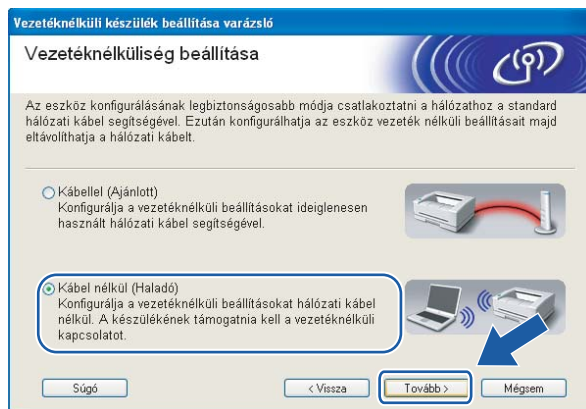 Vezetéknélküli készülék beállítása varázsló
Vezetéknélküliség beállítása
Az eszköz konfigurálásának legbiztonságosabb módja csatlakoztatni a hálózathoz a standard
hálózati kábel segítségével. Ezután konfigurálhatja az eszköz vezeték nélküli beállításait majd
eltávolíthatja a hálózati kábelt.
Kábellel (Ajánlott)
Konfigurálja a vezetéknélküli beállításokat ideiglenesen
használt hálózati kábel segítségével.
Kábel nélkül (Haladó)
Konfigurálja a vezetéknélküli beállításokat hálózati kábel
nélkül. A készülékének támogatnia kell a vezetéknélküli
kapcsolatot.
Súgó
< Vissza
Tovább >
Mégsem